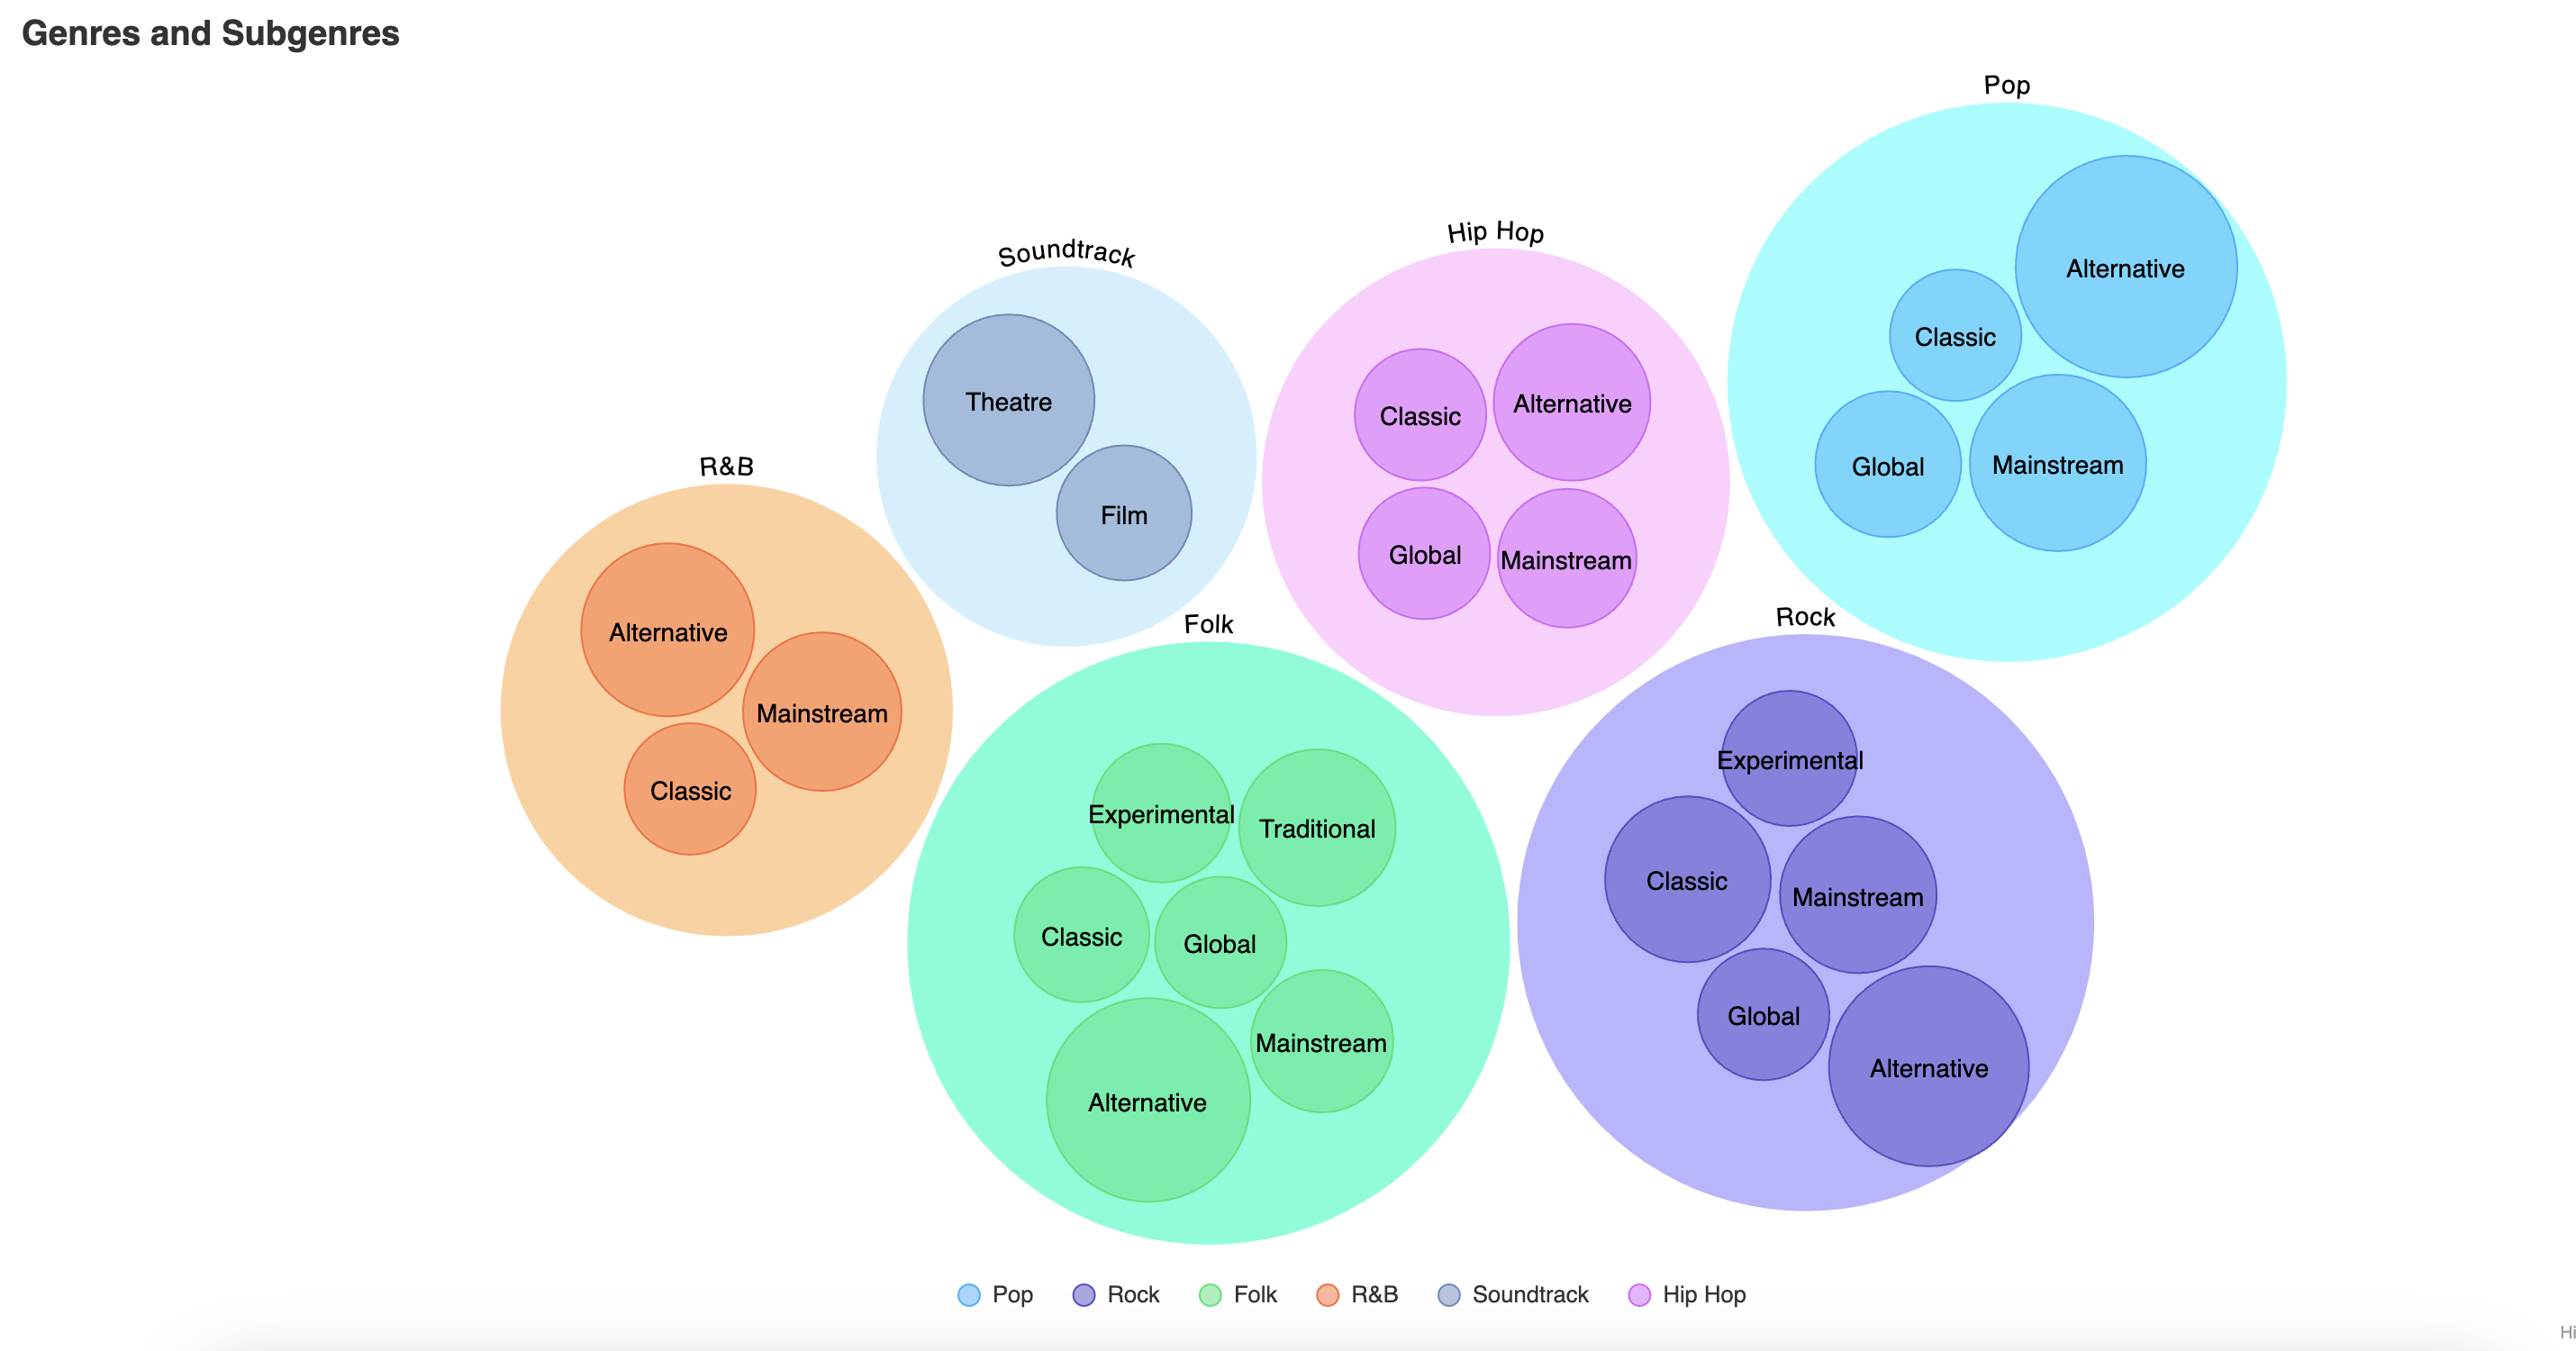 Genres and Subgenres
Pop
Alternative
Classic
Global
Mainstream
Hip Hop
Classic
Alternative
Global
Mainstream
Soundtrack
Theatre
Film
R&B
Alternative
Mainstream
Classic
Folk
Experimental
Traditional
Classic
Global
Mainstream
Alternative
Rock
Experimental
Classic
Mainstream
Global
Alternative
Pop Rock Folk R&B Soundtrack Hip Hop